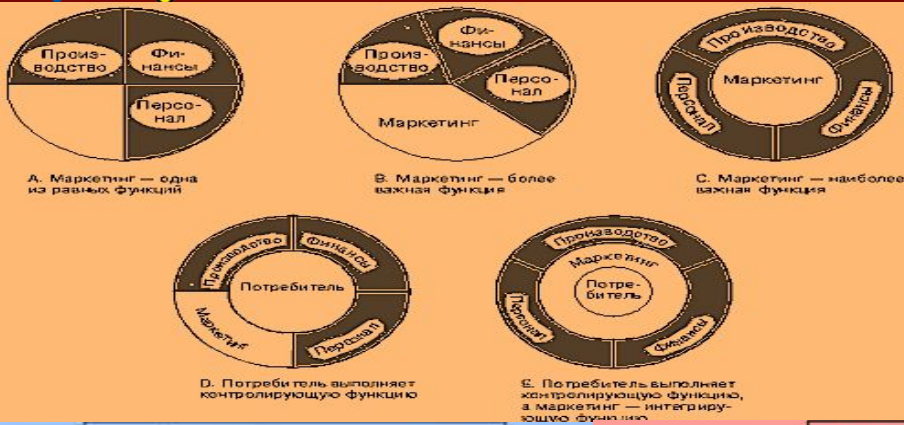 Произ-
водство
Фи-
нансы
Персо-
нал
A. Маркетинг — одна
из равных функций
Произ-
водство
Фи-
нансы
Персо-
нал
Маркетинг
B. Маркетинг — более
важная функция
Производство
Маркетинг
Персонал
Финансы
C. Маркетинг — наиболее
важная функция
Производство
Финансы
Потребитель
Маркетинг
Персонал
D. Потребитель выполняет
контролирующую функцию
Производство
Маркетинг
Потре-
битель
Персонал
Финансы
E. Потребитель выполняет
контролирующую функцию,
а маркетинг — интегриру-
ющую функцию